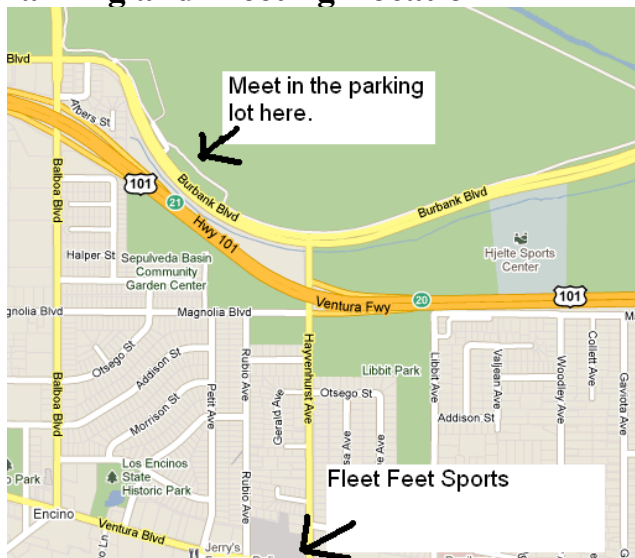 Blvd
Meet in the parking
lot here.
Burbank Blvd
Burbank Blvd
Balboa Blvd
101
21
Hwy 101
Halper St
Sepulveda Basin
Community
Garden Center
Hjelte Sports
Center
Ventura Fwy
20
101
Magnolia Blvd
Otsego St
Addison St
Morrison St
Petit Ave
Rubio Ave
Gerald Ave
Hayvenhurst Ave
Libbit Park
Otsego St
Libbit Ave
Valjean Ave
Woodley Ave
Collett Ave
Gaviota Ave
Addison St
Balboa Blvd
Los Encinos
State
Historic Park
Park
Rubio Ave
Fleet Feet Sports
Encino
Ventura Blvd
Jerry's